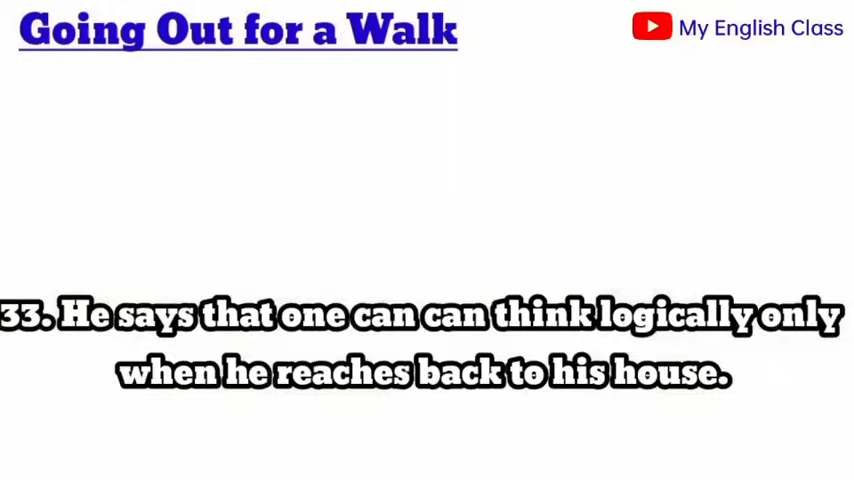 Going Out for a Walk
My English Class
33. He says that one can can think logically only
when he reaches back to his house.